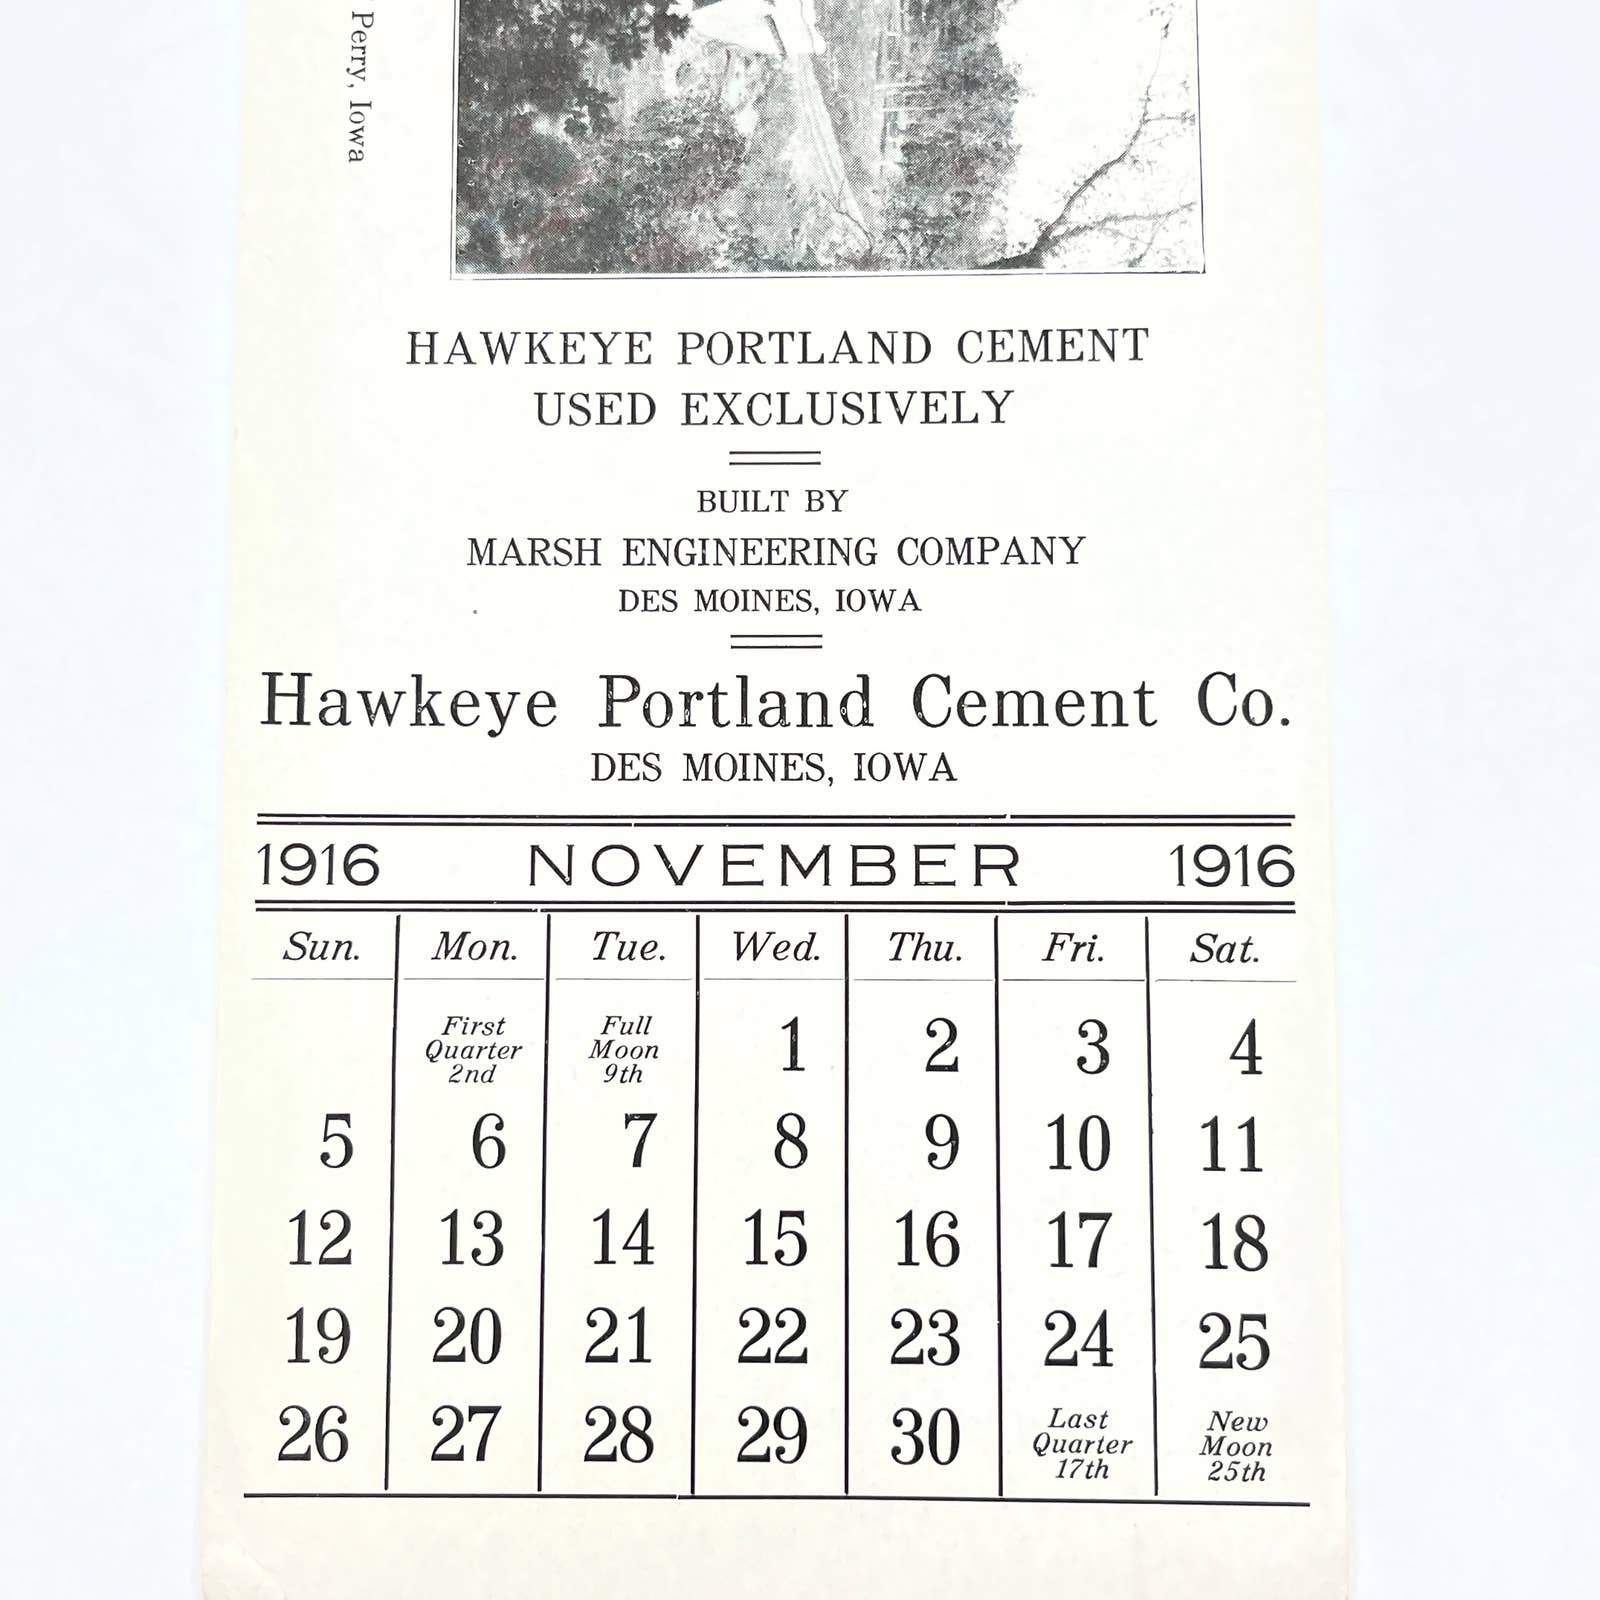 Perry, Iowa
HAWKEYE PORTLAND CEMENT
USED EXCLUSIVELY
BUILT BY
MARSH ENGINEERING COMPANY
DES MOINES, IOWA
Hawkeye Portland Cement Co.
DES MOINES, IOWA
1916 NOVEMBER 1916
Sun. Mon. Tue. Wed. Thu. Fri. Sat.
First Quarter 2nd Full Moon 9th 1 2 3 4
5 6 7 8 9 10 11
12 13 14 15 16 17 18
19 20 21 22 23 24 25
26 27 28 29 30 Last Quarter 17th New Moon 25th